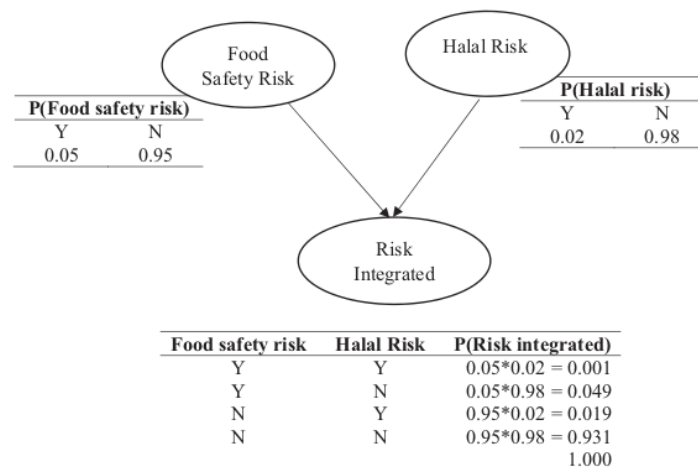 Food
Safety Risk
Halal Risk
P(Food safety risk)
Y N
0.05 0.95
P(Halal risk)
Y N
0.02 0.98
Risk
Integrated
Food safety risk Halal Risk P(Risk integrated)
Y Y 0.05*0.02 = 0.001
Y N 0.05*0.98 = 0.049
N Y 0.95*0.02 = 0.019
N N 0.95*0.98 = 0.931
1.000